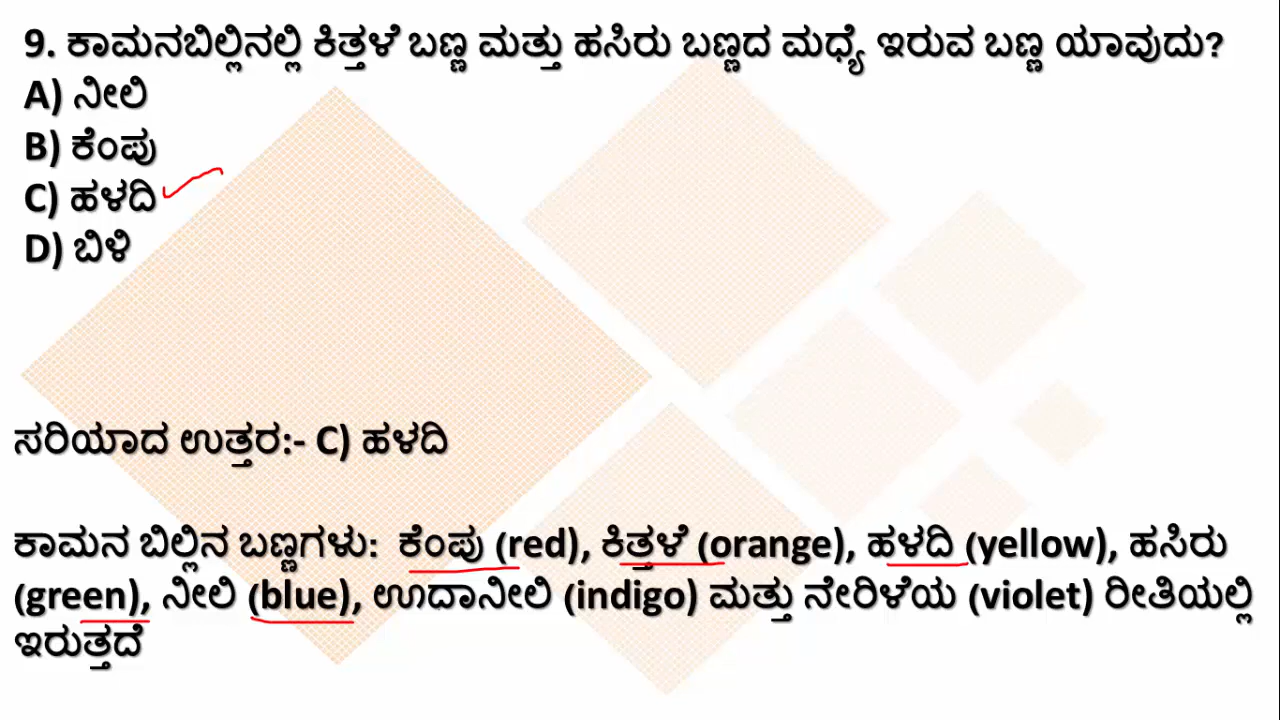 9. ಕಾಮನಬಿಲ್ಲಿನಲ್ಲಿ ಕಿತ್ತಳೆ ಬಣ್ಣ ಮತ್ತು ಹಸಿರು ಬಣ್ಣದ ಮಧ್ಯೆ ಇರುವ ಬಣ್ಣ ಯಾವುದು?
A) ನೀಲಿ
B) ಕೆಂಪು
C) ಹಳದಿ
D) ಬಿಳಿ
ಸರಿಯಾದ ಉತ್ತರ:- C) ಹಳದಿ
ಕಾಮನ ಬಿಲ್ಲಿನ ಬಣ್ಣಗಳು: ಕೆಂಪು (red), ಕಿತ್ತಳೆ (orange), ಹಳದಿ (yellow), ಹಸಿರು
(green), ನೀಲಿ (blue), ಊದಾನೀಲಿ (indigo) ಮತ್ತು ನೇರಿಳೆಯ (violet) ರೀತಿಯಲ್ಲಿ
ಇರುತ್ತದೆ